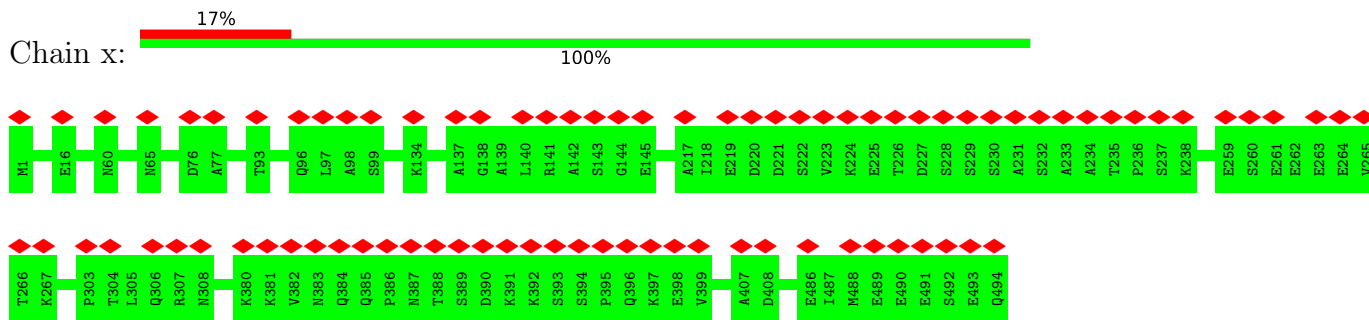 17%
Chain x:
100%
M1 E16 N60 N65 D76 A77 T93 Q96 L97 A98 S99 K134 A137 G138 A139 L140 R141 A142 S143 G144 E145 A217 I218 E219 D220 D221 S222 V223 K224 E225 T226 D227 S228 S229 S230 A231 S232 A233 A234 T235 P236 S237 K238 E259 S260 E261 E262 E263 E264 V265
T266 K267 P303 T304 L305 Q306 R307 N308 K380 K381 V382 N383 Q384 Q385 P386 N387 T388 S389 D390 K391 K392 S393 S394 P395 Q396 K397 E398 V399 A407 D408 E486 I487 M488 E489 E490 E491 S492 E493 Q494